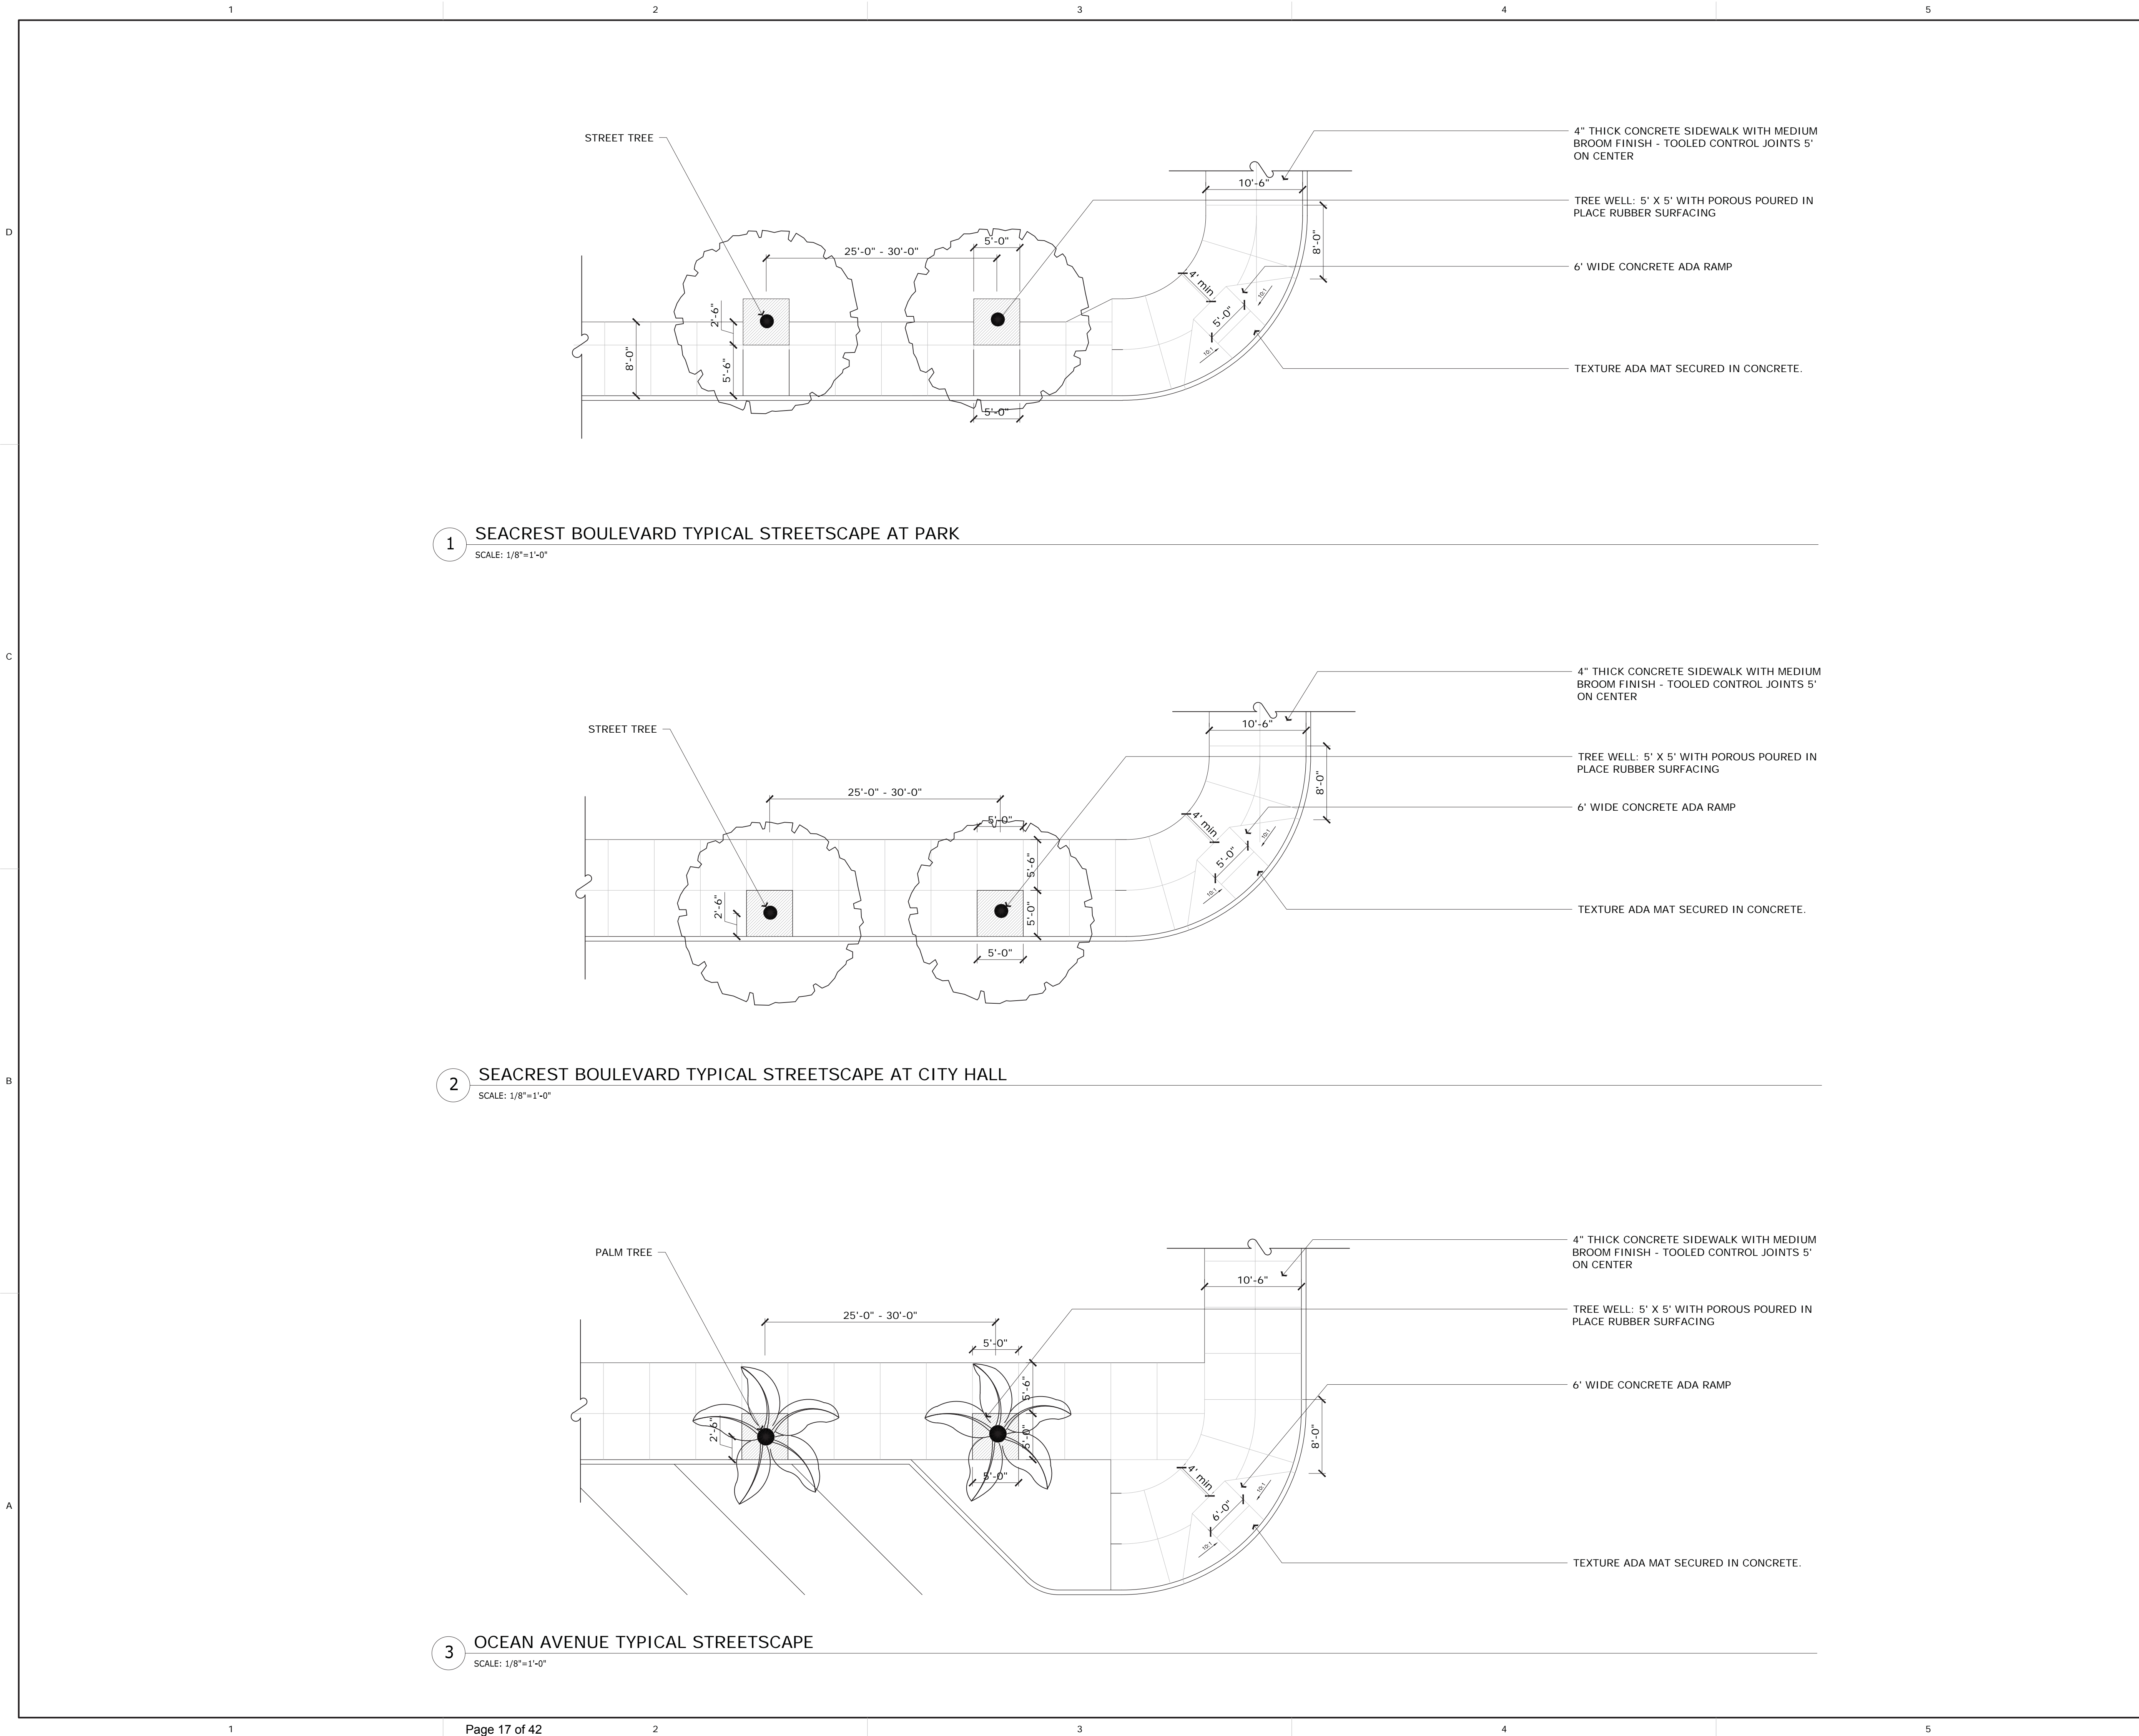 1 2 3 4 5
D
C
B
A
STREET TREE
4" THICK CONCRETE SIDEWALK WITH MEDIUM
BROOM FINISH - TOOLED CONTROL JOINTS 5'
ON CENTER
10'-6"
TREE WELL: 5' X 5' WITH POROUS POURED IN
PLACE RUBBER SURFACING
5'-0"
25'-0" - 30'-0"
8'-0"
6' WIDE CONCRETE ADA RAMP
4' min.
10:1
2'-6"
5'-0"
8'-0"
5'-6"
10:1
TEXTURE ADA MAT SECURED IN CONCRETE.
5'-0"
1
SEACREST BOULEVARD TYPICAL STREETSCAPE AT PARK
SCALE: 1/8"=1'-0"
4" THICK CONCRETE SIDEWALK WITH MEDIUM
BROOM FINISH - TOOLED CONTROL JOINTS 5'
ON CENTER
10'-6"
STREET TREE
TREE WELL: 5' X 5' WITH POROUS POURED IN
PLACE RUBBER SURFACING
8'-0"
25'-0" - 30'-0"
6' WIDE CONCRETE ADA RAMP
5'-0"
4' min.
10:1
5'-6"
5'-0"
10:1
2'-6"
5'-0"
TEXTURE ADA MAT SECURED IN CONCRETE.
5'-0"
2
SEACREST BOULEVARD TYPICAL STREETSCAPE AT CITY HALL
SCALE: 1/8"=1'-0"
4" THICK CONCRETE SIDEWALK WITH MEDIUM
BROOM FINISH - TOOLED CONTROL JOINTS 5'
ON CENTER
PALM TREE
10'-6"
TREE WELL: 5' X 5' WITH POROUS POURED IN
PLACE RUBBER SURFACING
25'-0" - 30'-0"
5'-0"
5'-6"
6' WIDE CONCRETE ADA RAMP
2'-6"
5'-0"
8'-0"
5'-0"
4' min.
10:1
6'-0"
10:1
TEXTURE ADA MAT SECURED IN CONCRETE.
3
OCEAN AVENUE TYPICAL STREETSCAPE
SCALE: 1/8"=1'-0"
1 2 3 4 5
Page 17 of 42